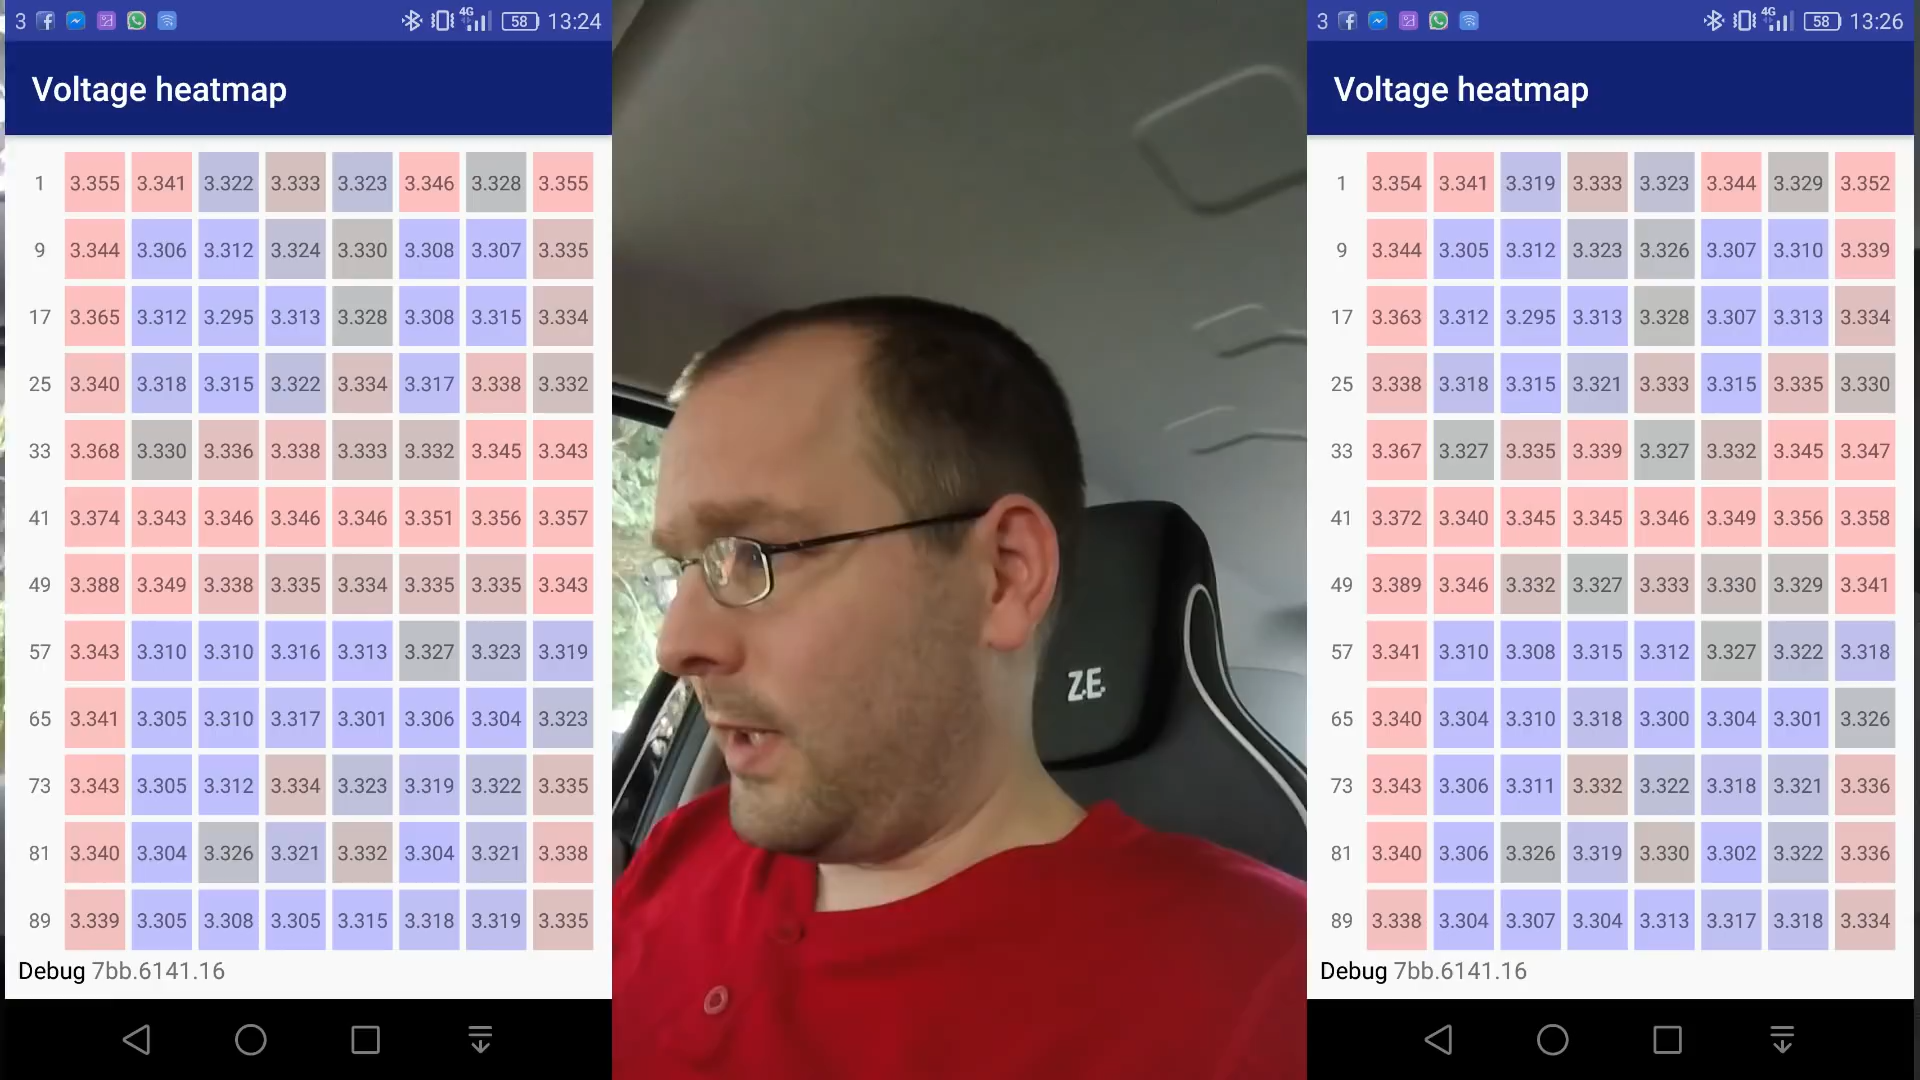 3 4G 58 13:24
Voltage heatmap
1 3.355 3.341 3.322 3.333 3.323 3.346 3.328 3.355
9 3.344 3.306 3.312 3.324 3.330 3.308 3.307 3.335
17 3.365 3.312 3.295 3.313 3.328 3.308 3.315 3.334
25 3.340 3.318 3.315 3.322 3.334 3.317 3.338 3.332
33 3.368 3.330 3.336 3.338 3.333 3.332 3.345 3.343
41 3.374 3.343 3.346 3.346 3.346 3.351 3.356 3.357
49 3.388 3.349 3.338 3.335 3.334 3.335 3.335 3.343
57 3.343 3.310 3.310 3.316 3.313 3.327 3.323 3.319
65 3.341 3.305 3.310 3.317 3.301 3.306 3.304 3.323
73 3.343 3.305 3.312 3.334 3.323 3.319 3.322 3.335
81 3.340 3.304 3.326 3.321 3.332 3.304 3.321 3.338
89 3.339 3.305 3.308 3.305 3.315 3.318 3.319 3.335
Debug 7bb.6141.16
Z.E.
3 4G 58 13:26
Voltage heatmap
1 3.354 3.341 3.319 3.333 3.323 3.344 3.329 3.352
9 3.344 3.305 3.312 3.323 3.326 3.307 3.310 3.339
17 3.363 3.312 3.295 3.313 3.328 3.307 3.313 3.334
25 3.338 3.318 3.315 3.321 3.333 3.315 3.335 3.330
33 3.367 3.327 3.335 3.339 3.327 3.332 3.345 3.347
41 3.372 3.340 3.345 3.345 3.346 3.349 3.356 3.358
49 3.389 3.346 3.332 3.327 3.333 3.330 3.329 3.341
57 3.341 3.310 3.308 3.315 3.312 3.327 3.322 3.318
65 3.340 3.304 3.310 3.318 3.300 3.304 3.301 3.326
73 3.343 3.306 3.311 3.332 3.322 3.318 3.321 3.336
81 3.340 3.306 3.326 3.319 3.330 3.302 3.322 3.336
89 3.338 3.304 3.307 3.304 3.313 3.317 3.318 3.334
Debug 7bb.6141.16